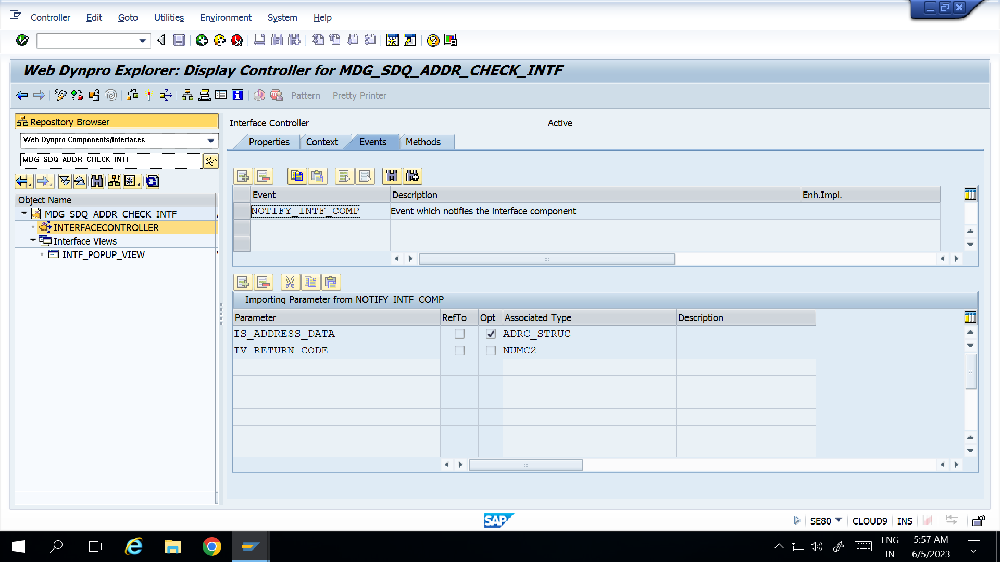 Controller Edit Goto Utilities Environment System Help
Web Dynpro Explorer: Display Controller for MDG_SDQ_ADDR_CHECK_INTF
Pattern Pretty Printer
Repository Browser
Web Dynpro Components/Interfaces
MDG_SDQ_ADDR_CHECK_INTF
Object Name
MDG_SDQ_ADDR_CHECK_INTF
INTERFACECONTROLLER
Interface Views
INTF_POPUP_VIEW
Interface Controller Active
Properties Context Events Methods
Event Description Enh.Impl.
NOTIFY_INTF_COMP Event which notifies the interface component
Importing Parameter from NOTIFY_INTF_COMP
Parameter RefTo Opt Associated Type Description
IS_ADDRESS_DATA ADRC_STRUC
IV_RETURN_CODE NUMC2
SAP
SE80 CLOUD9 INS
ENG
IN
5:57 AM
6/5/2023